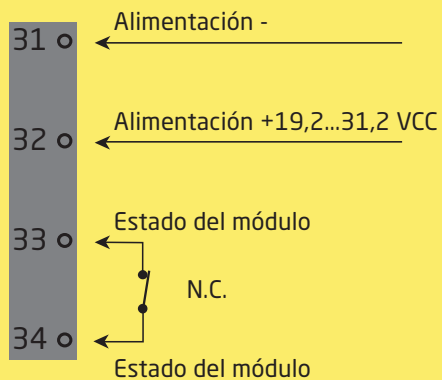 Alimentación -
31
Alimentación +19,2...31,2 VCC
32
Estado del módulo
33
N.C.
34
Estado del módulo